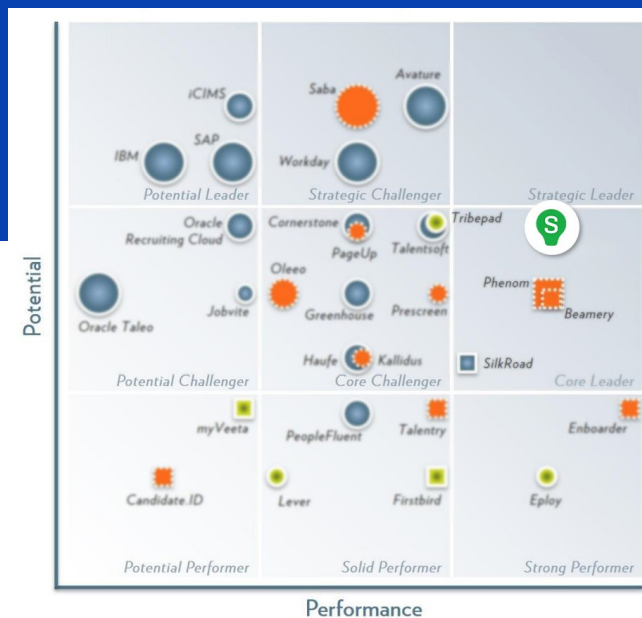 Avature
iCIMS
Saba
SAP
IBM
Workday
Potential Leader
Strategic Challenger
Strategic Leader
Oracle
Recruiting Cloud
Cornerstone
PageUp
Tribepad
Talentsoft
S
Oleeo
Phenom
Beamery
Oracle Taleo
Jobvite
Greenhouse
Prescreen
Haufe
Kallidus
SilkRoad
Potential Challenger
Core Challenger
Core Leader
myVeeta
PeopleFluent
Talentry
Enboarder
Candidate.ID
Lever
Firstbird
Eploy
Potential Performer
Solid Performer
Strong Performer
Potential
Performance